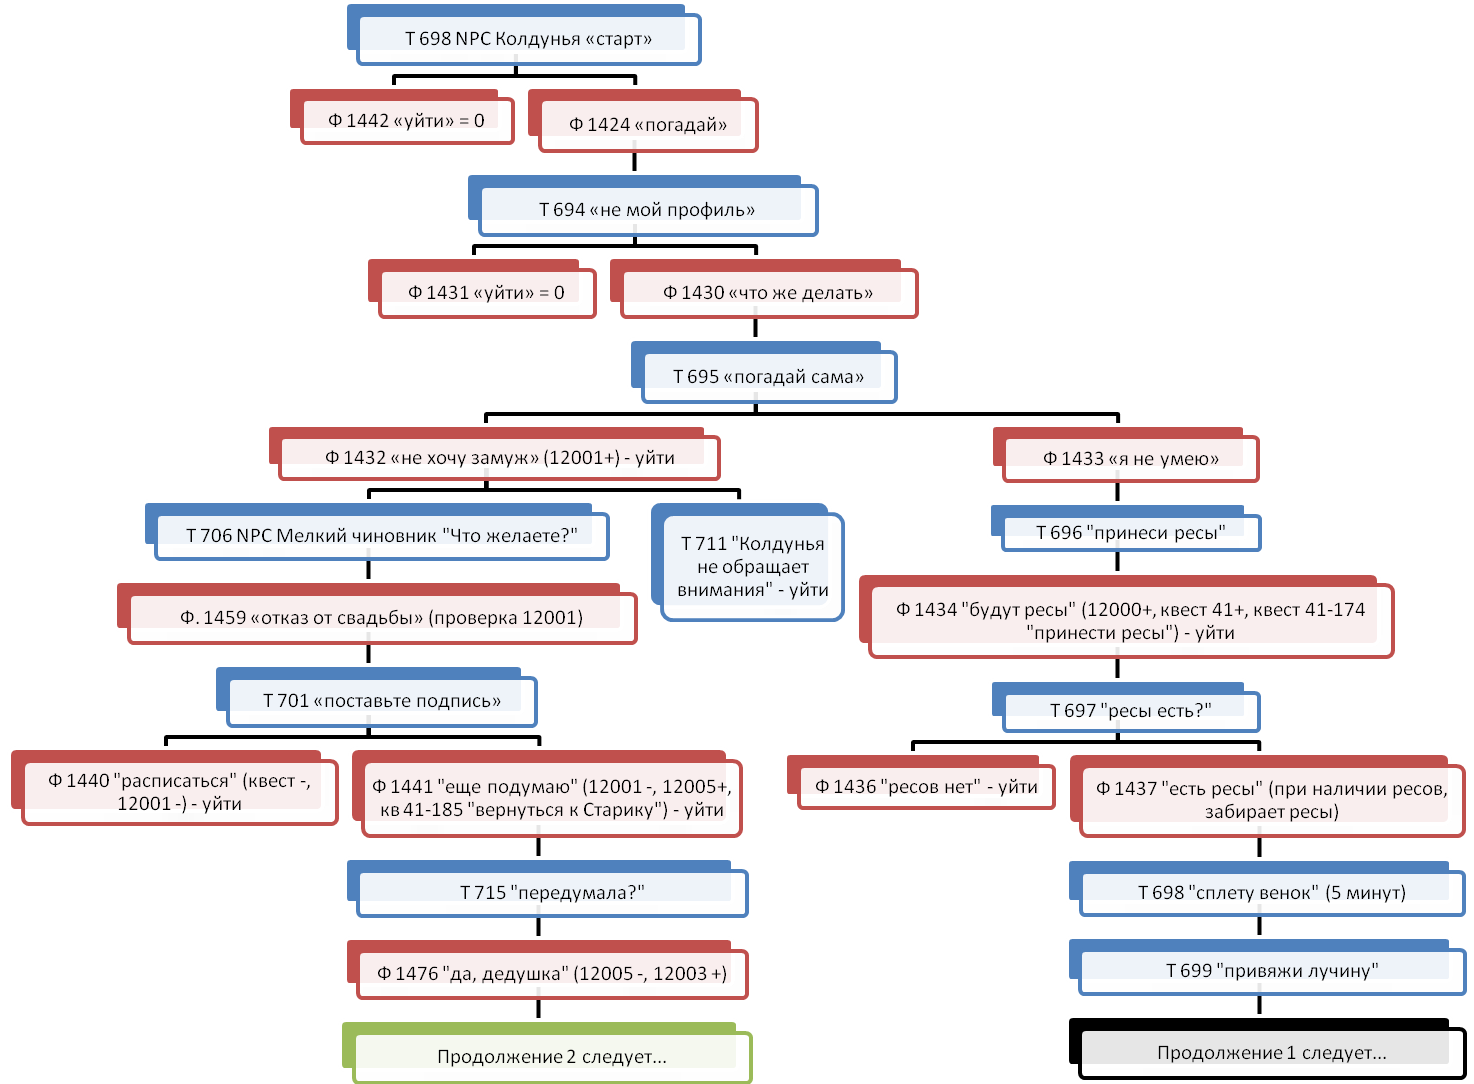 Т 698 NPC Колдунья «старт»
Ф 1442 «уйти» = 0
Ф 1424 «погадай»
Т 694 «не мой профиль»
Ф 1431 «уйти» = 0
Ф 1430 «что же делать»
Т 695 «погадай сама»
Ф 1432 «не хочу замуж» (12001+) - уйти
Ф 1433 «я не умею»
Т 706 NPC Мелкий чиновник "Что желаете?"
Т 711 "Колдунья
не обращает
внимания" - уйти
Т 696 "принеси ресы"
Ф. 1459 «отказ от свадьбы» (проверка 12001)
Ф 1434 "будут ресы" (12000+, квест 41+, квест 41-174
"принести ресы") - уйти
Т 701 «поставьте подпись»
Т 697 "ресы есть?"
Ф 1440 "расписаться" (квест -,
12001 -) - уйти
Ф 1441 "еще подумаю" (12001 -, 12005+,
кв 41-185 "вернуться к Старику") - уйти
Ф 1436 "ресов нет" - уйти
Ф 1437 "есть ресы" (при наличии ресов,
забирает ресы)
Т 715 "передумала?"
Т 698 "сплету венок" (5 минут)
Ф 1476 "да, дедушка" (12005 -, 12003 +)
Т 699 "привяжи лучину"
Продолжение 2 следует...
Продолжение 1 следует...